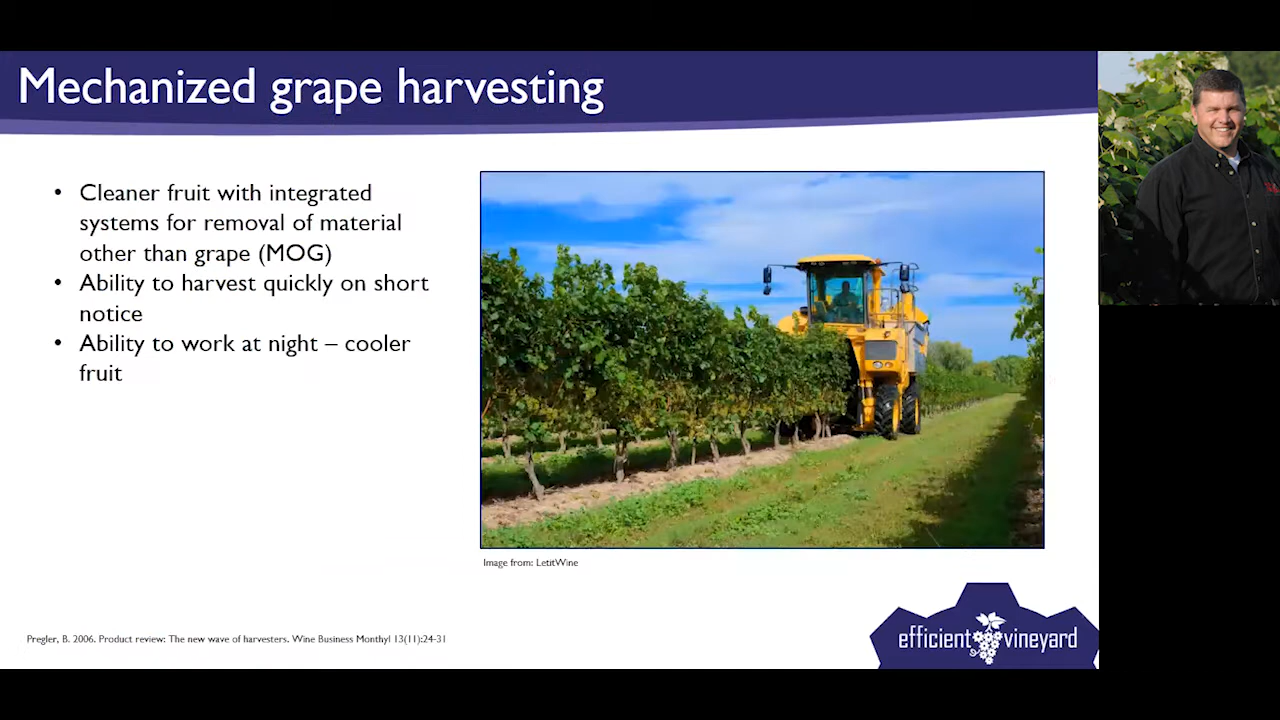 Mechanized grape harvesting
• Cleaner fruit with integrated
systems for removal of material
other than grape (MOG)
• Ability to harvest quickly on short
notice
• Ability to work at night – cooler
fruit
Image from: LetitWine
Pregler, B. 2006. Product review: The new wave of harvesters. Wine Business Monthyl 13(11):24-31
efficient vineyard